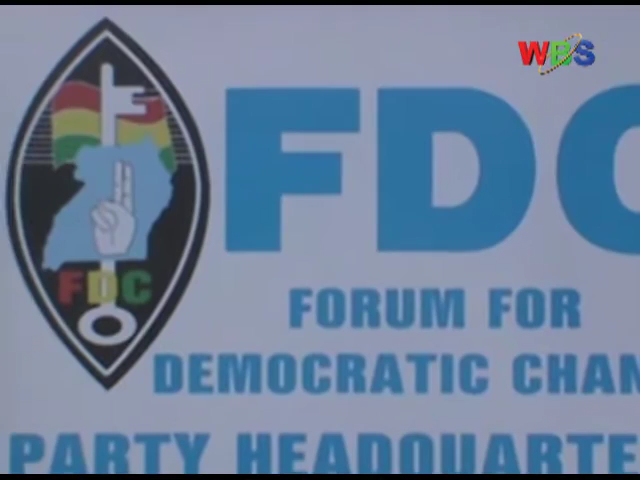 WBS
FDC
FDC
FORUM FOR
DEMOCRATIC CHAN
PARTY HEADQUARTE